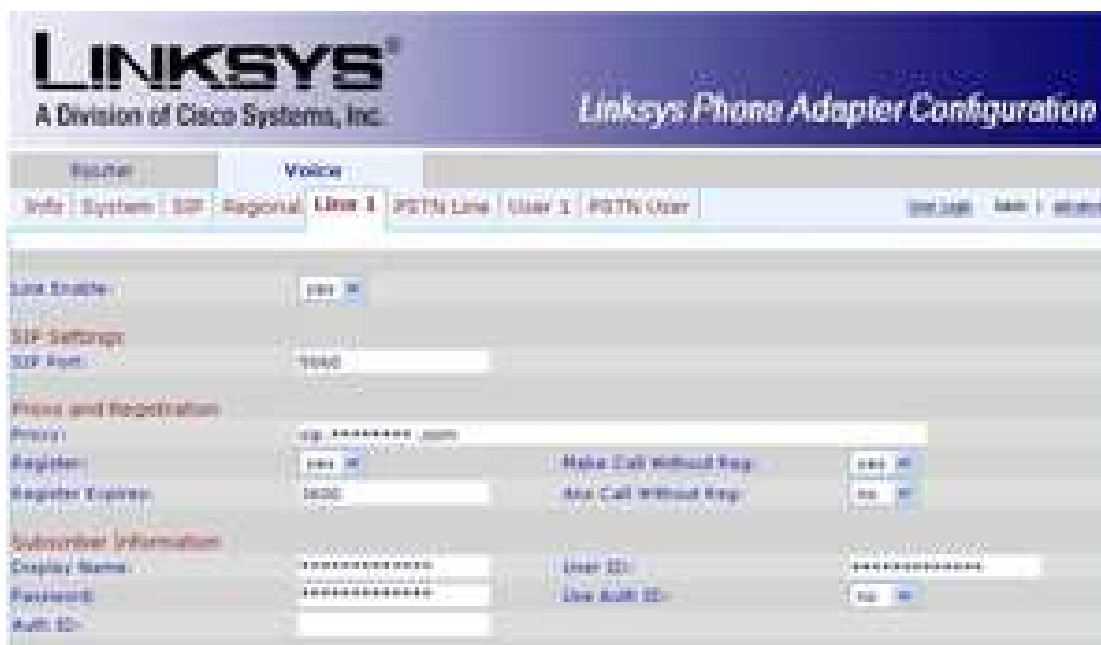 LINKSYS®
A Division of Cisco Systems, Inc.
Linksys Phone Adapter Configuration
Router Voice
Info System SIP Regional Line 1 PSTN Line User 1 PSTN User User Login
Line Enable: yes
SIP Settings
SIP Port: 5060
Proxy and Registration
Proxy: ******** .com
Register: yes Make Call Without Reg: yes
Register Expires: 3600 Ans Call Without Reg: no
Subscriber Information
Display Name: ************* User ID: *************
Password: ************* Use Auth ID: no
Auth ID: